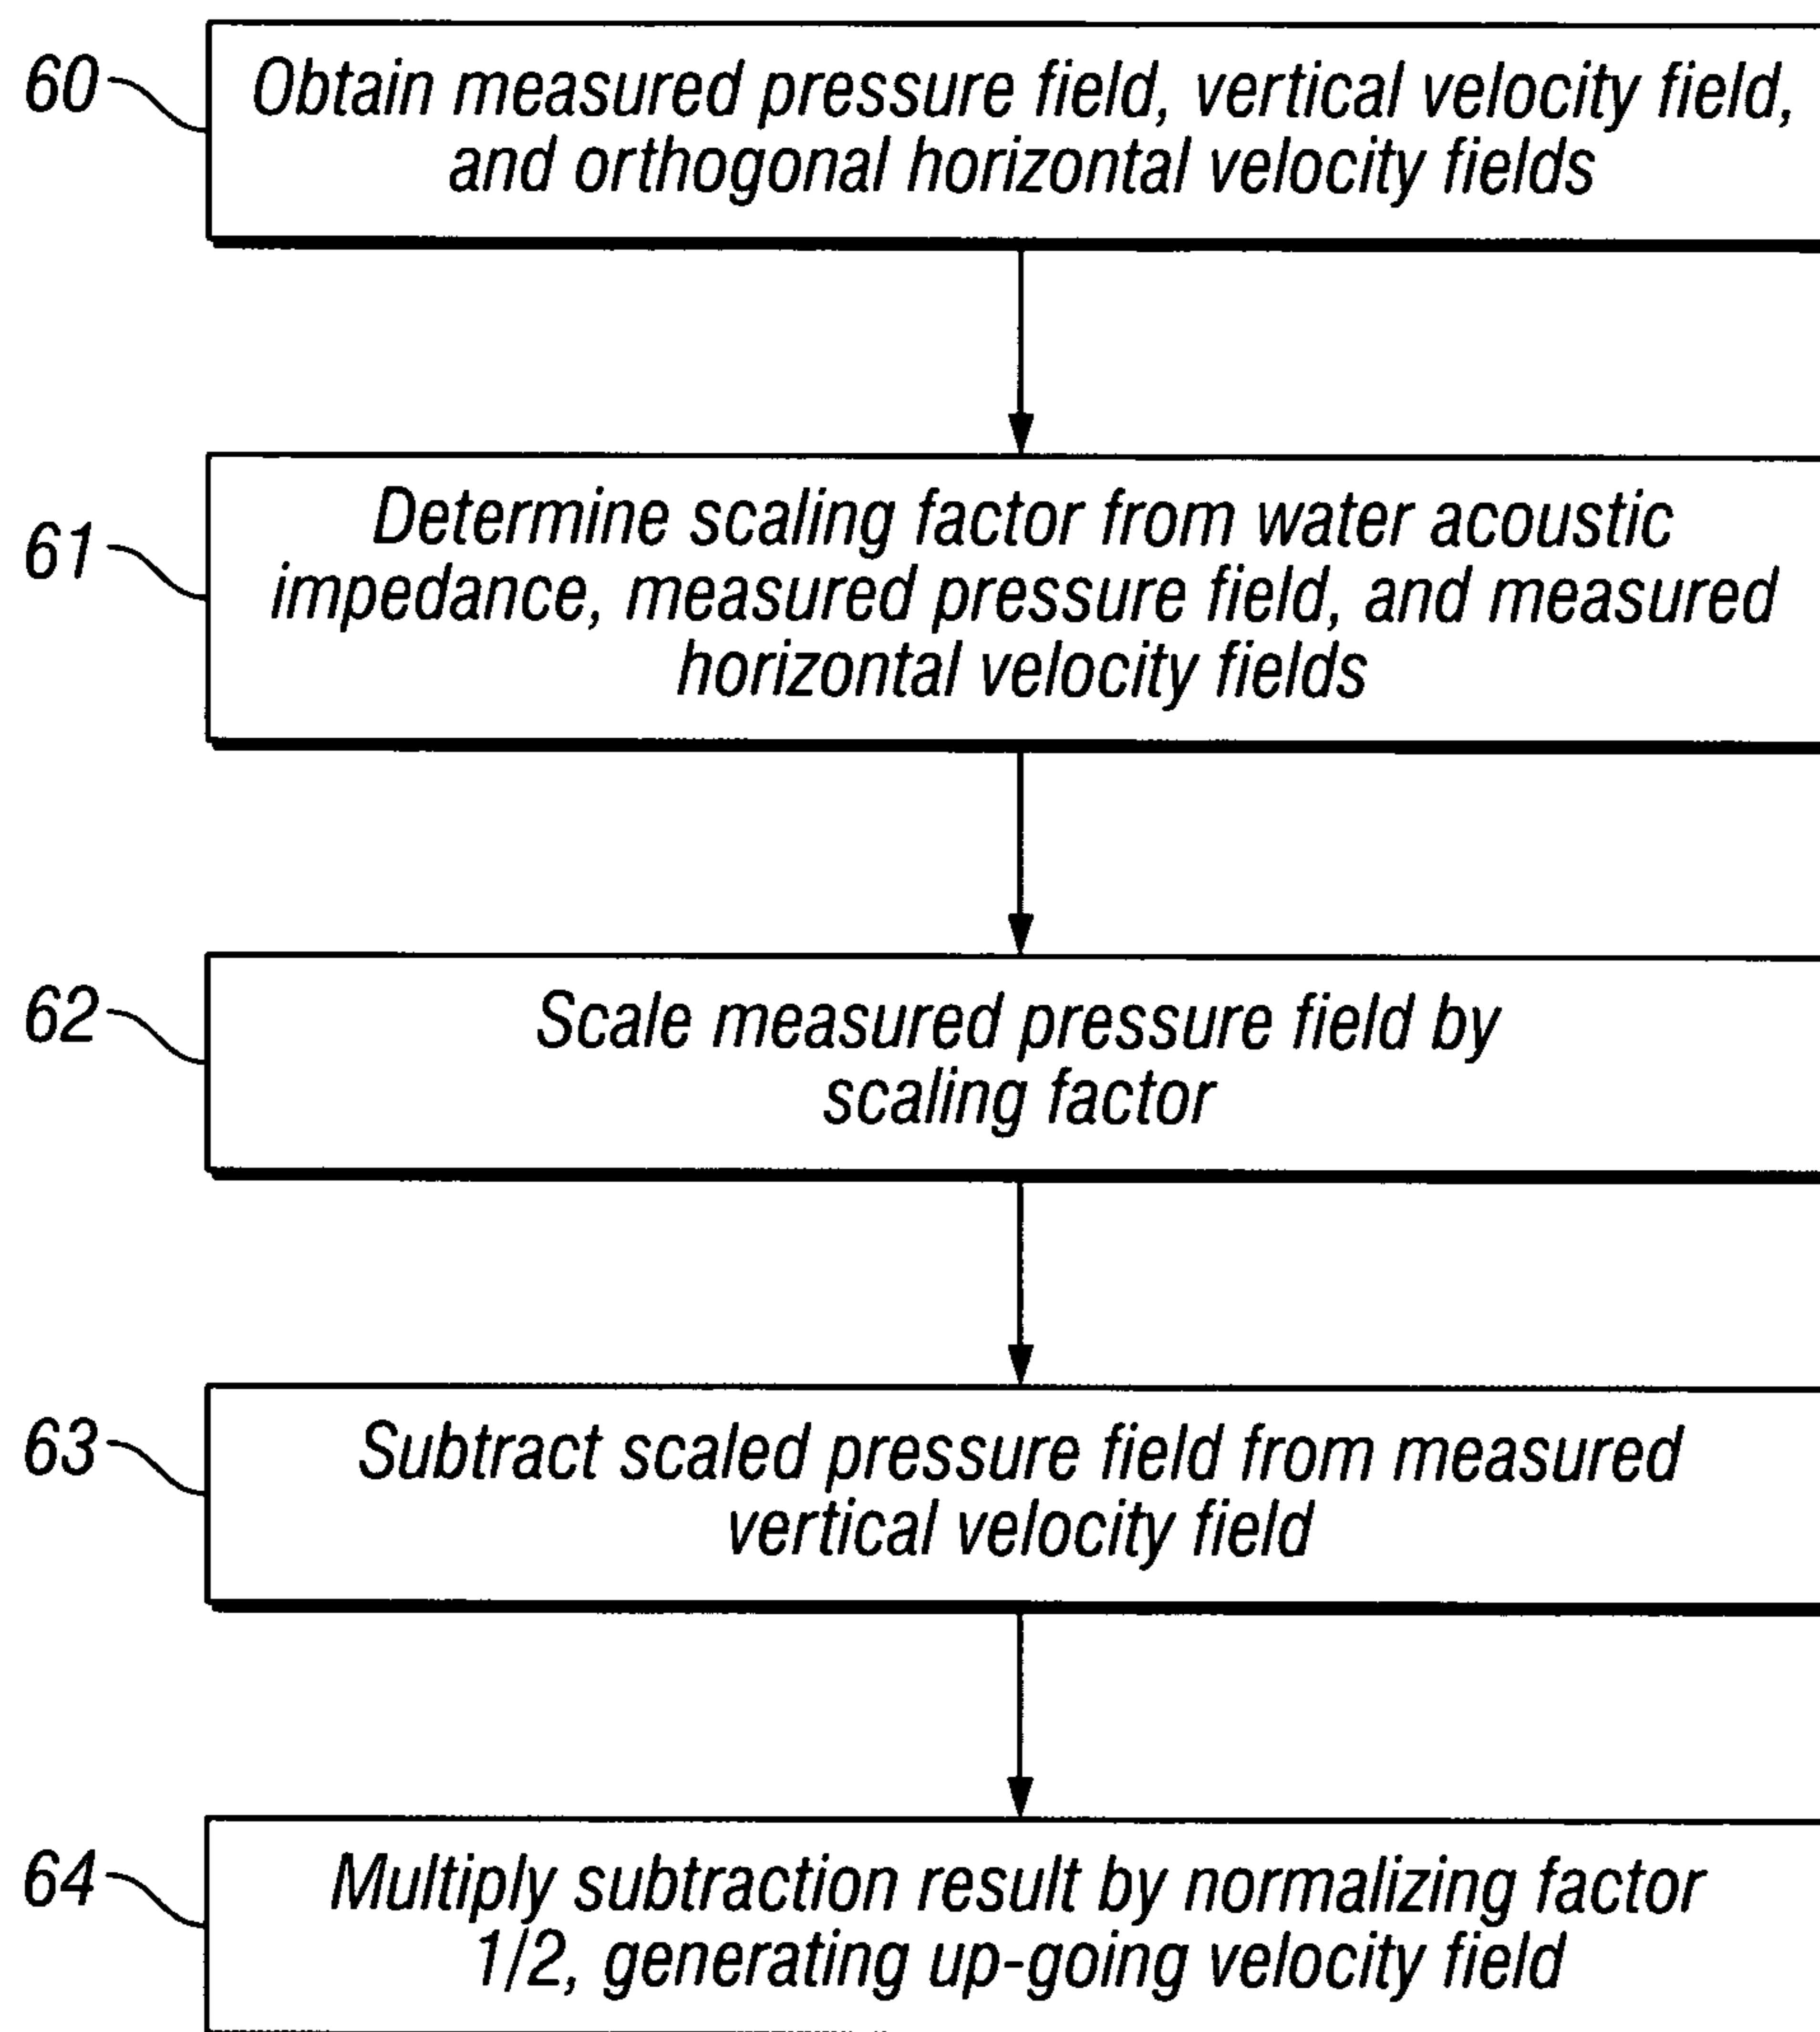 60
Obtain measured pressure field, vertical velocity field,
and orthogonal horizontal velocity fields
61
Determine scaling factor from water acoustic
impedance, measured pressure field, and measured
horizontal velocity fields
62
Scale measured pressure field by
scaling factor
63
Subtract scaled pressure field from measured
vertical velocity field
64
Multiply subtraction result by normalizing factor
1/2, generating up-going velocity field